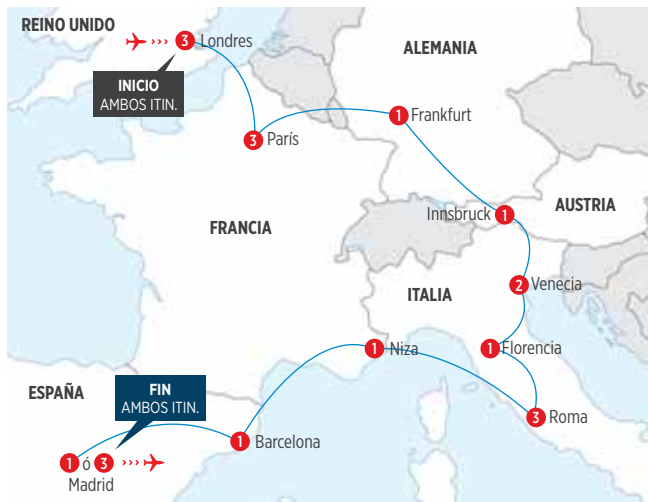 REINO UNIDO
3 Londres
ALEMANIA
INICIO
AMBOS ITIN.
1 Frankfurt
3 París
Innsbruck 1
AUSTRIA
FRANCIA
2 Venecia
ITALIA
1 Niza
1 Florencia
ESPAÑA
FIN
AMBOS ITIN.
3 Roma
1 Barcelona
1 ó 3
Madrid